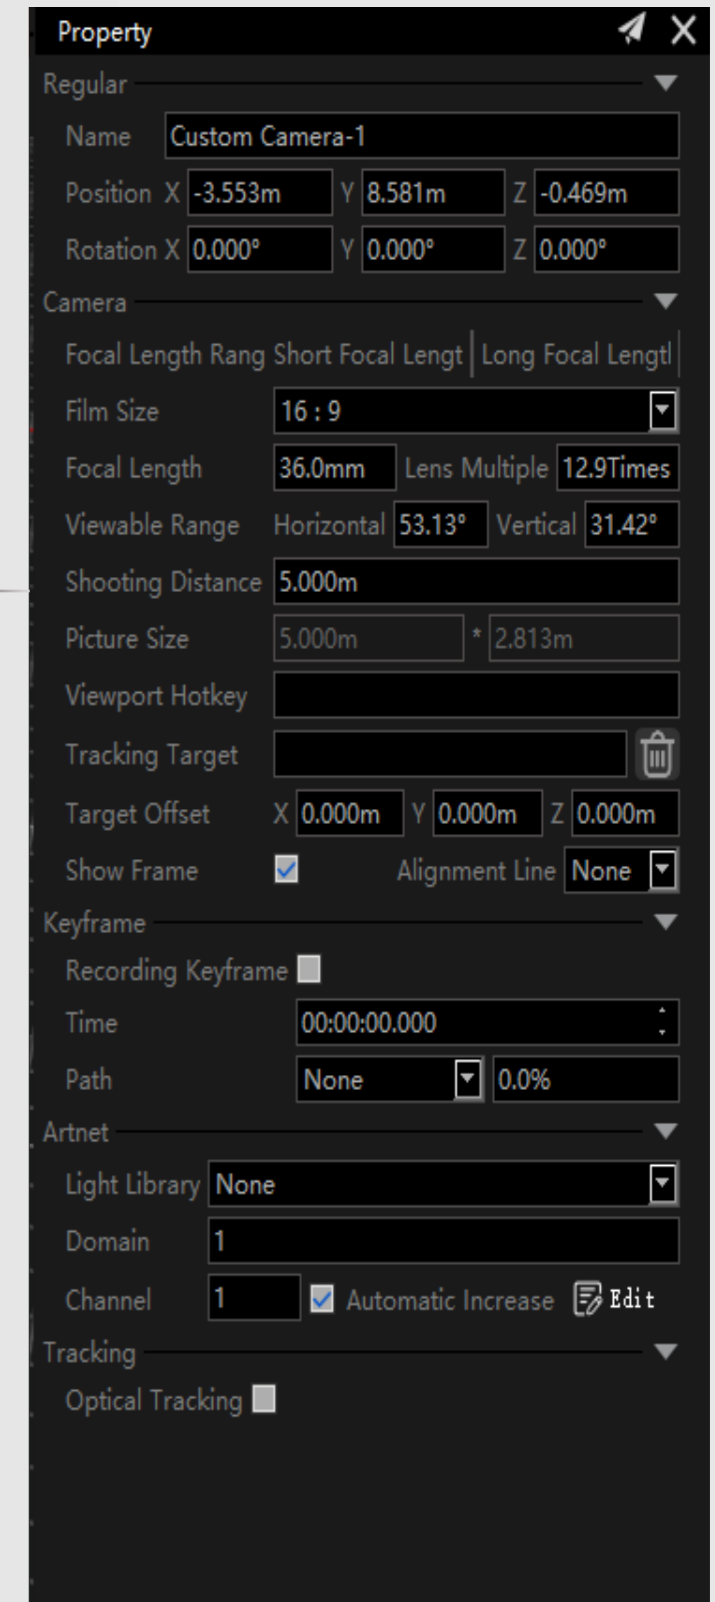 Property
Regular
Name Custom Camera-1
Position X -3.553m Y 8.581m Z -0.469m
Rotation X 0.000° Y 0.000° Z 0.000°
Camera
Focal Length Rang Short Focal Lengt Long Focal Lengtl
Film Size 16 : 9
Focal Length 36.0mm Lens Multiple 12.9Times
Viewable Range Horizontal 53.13° Vertical 31.42°
Shooting Distance 5.000m
Picture Size 5.000m * 2.813m
Viewport Hotkey
Tracking Target
Target Offset X 0.000m Y 0.000m Z 0.000m
Show Frame Alignment Line None
Keyframe
Recording Keyframe
Time 00:00:00.000
Path None 0.0%
Artnet
Light Library None
Domain 1
Channel 1 Automatic Increase Edit
Tracking
Optical Tracking